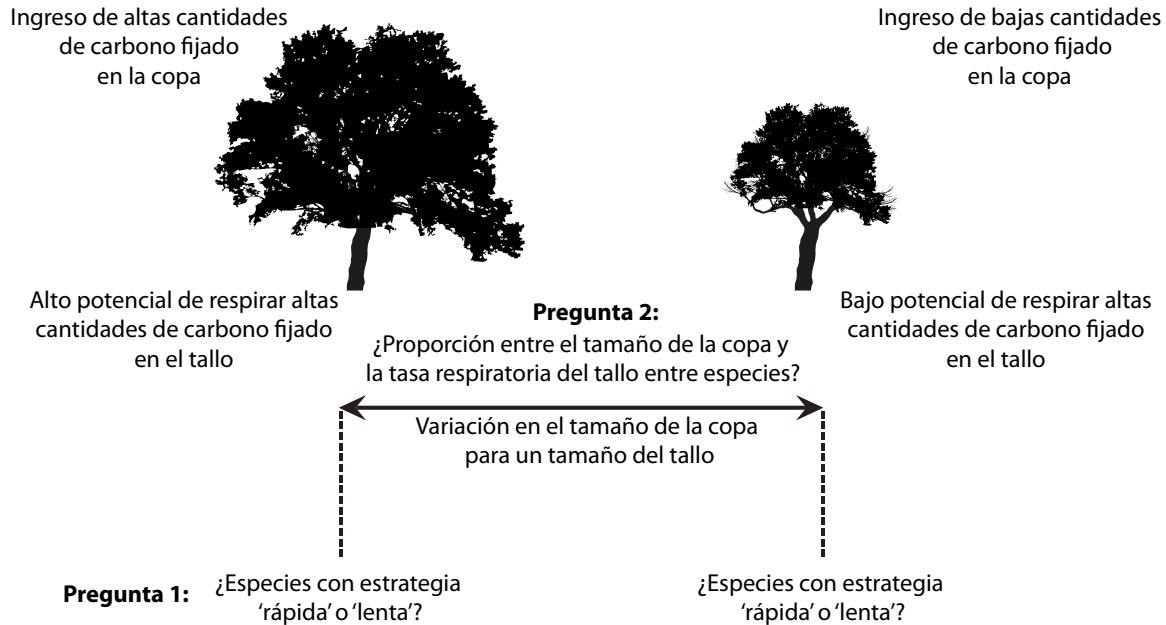 Ingreso de altas cantidades
de carbono fijado
en la copa
Ingreso de bajas cantidades
de carbono fijado
en la copa
Alto potencial de respirar altas
cantidades de carbono fijado
en el tallo
Pregunta 2:
¿Proporción entre el tamaño de la copa y
la tasa respiratoria del tallo entre especies?
Bajo potencial de respirar altas
cantidades de carbono fijado
en el tallo
Variación en el tamaño de la copa
para un tamaño del tallo
Pregunta 1:
¿Especies con estrategia
'rápida' o 'lenta'?
¿Especies con estrategia
'rápida' o 'lenta'?